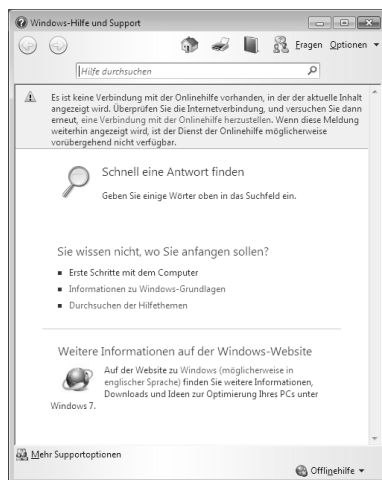 Windows-Hilfe und Support
Fragen Optionen
Hilfe durchsuchen
Es ist keine Verbindung mit der Onlinehilfe vorhanden, in der der aktuelle Inhalt
angezeigt wird. Überprüfen Sie die Internetverbindung, und versuchen Sie dann
erneut, eine Verbindung mit der Onlinehilfe herzustellen. Wenn diese Meldung
weiterhin angezeigt wird, ist der Dienst der Onlinehilfe möglicherweise
vorübergehend nicht verfügbar.
Schnell eine Antwort finden
Geben Sie einige Wörter oben in das Suchfeld ein.
Sie wissen nicht, wo Sie anfangen sollen?
Erste Schritte mit dem Computer
Informationen zu Windows-Grundlagen
Durchsuchen der Hilfethemen
Weitere Informationen auf der Windows-Website
Auf der Website zu Windows (möglicherweise in
englischer Sprache) finden Sie weitere Informationen,
Downloads und Ideen zur Optimierung Ihres PCs unter
Windows 7.
Mehr Supportoptionen
Offlinehilfe